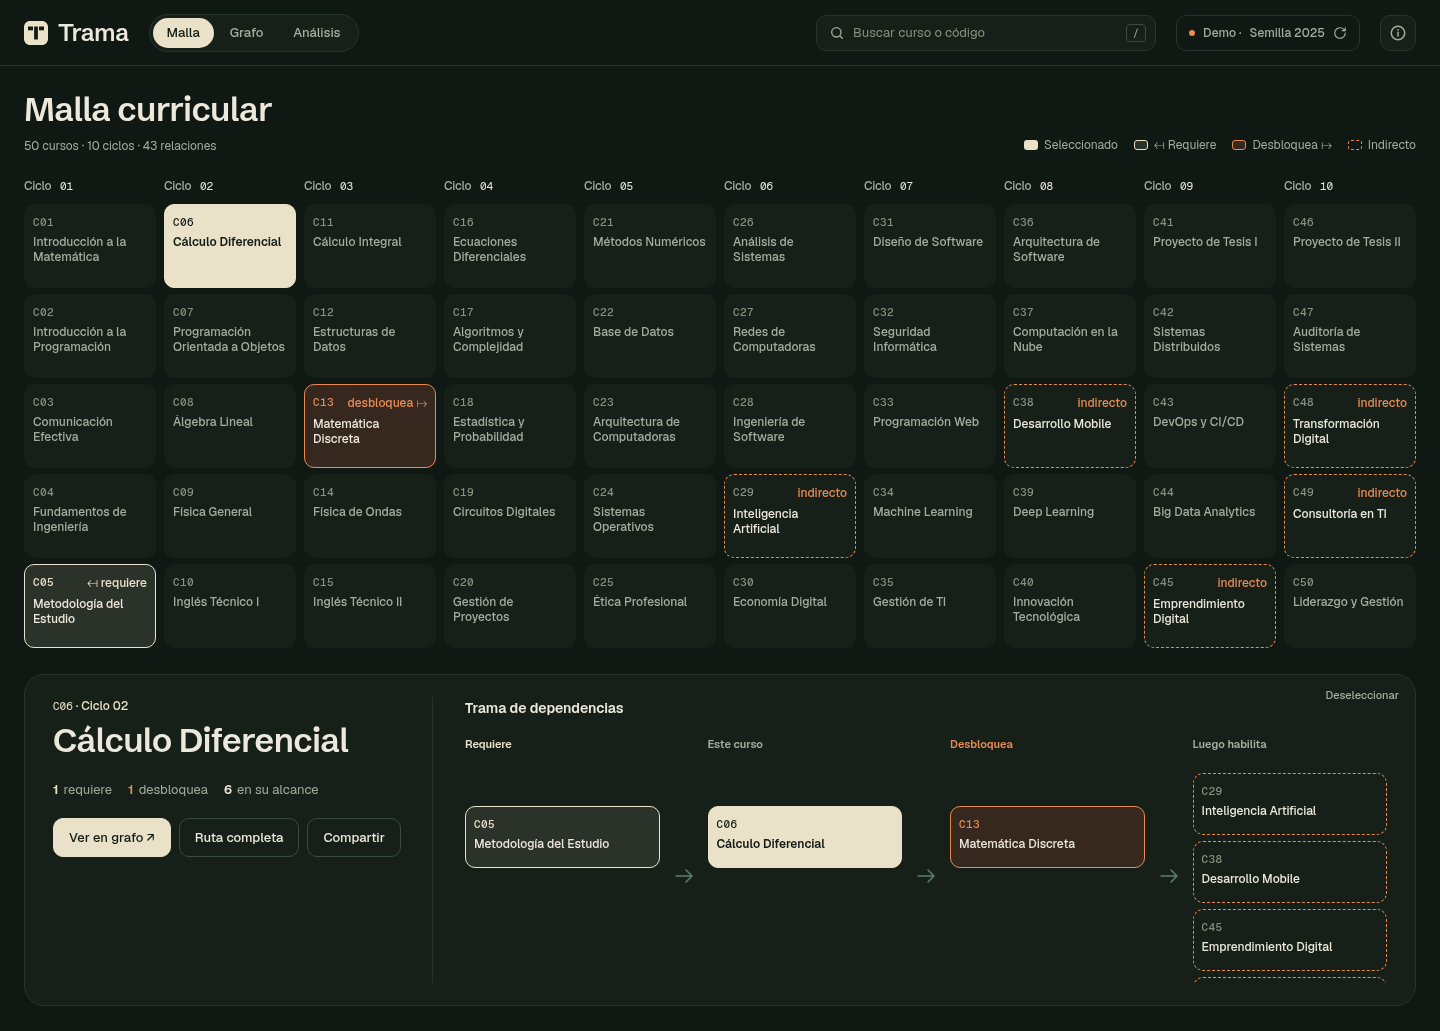 Trama
Malla Grafo Análisis
Buscar curso o código /
Demo · Semilla 2025
Malla curricular
50 cursos · 10 ciclos · 43 relaciones
Seleccionado ↤ Requiere Desbloquea ↦ Indirecto
Ciclo 01 Ciclo 02 Ciclo 03 Ciclo 04 Ciclo 05 Ciclo 06 Ciclo 07 Ciclo 08 Ciclo 09 Ciclo 10
C01 C06 C11 C16 C21 C26 C31 C36 C41 C46
Introducción a la Cálculo Diferencial Cálculo Integral Ecuaciones Métodos Numéricos Análisis de Diseño de Software Arquitectura de Proyecto de Tesis I Proyecto de Tesis II
Matemática Diferenciales Sistemas Software
C02 C07 C12 C17 C22 C27 C32 C37 C42 C47
Introducción a la Programación Estructuras de Algoritmos y Base de Datos Redes de Seguridad Computación en la Sistemas Auditoría de
Programación Orientada a Objetos Datos Complejidad Computadoras Informática Nube Distribuidos Sistemas
C03 C08 C13 desbloquea ↦ C18 C23 C28 C33 C38 indirecto C43 C48 indirecto
Comunicación Álgebra Lineal Matemática Estadística y Arquitectura de Ingeniería de Programación Web Desarrollo Mobile DevOps y CI/CD Transformación
Efectiva Discreta Probabilidad Computadoras Software Digital
C04 C09 C14 C19 C24 C29 indirecto C34 C39 C44 C49 indirecto
Fundamentos de Física General Física de Ondas Circuitos Digitales Sistemas Inteligencia Machine Learning Deep Learning Big Data Analytics Consultoría en TI
Ingeniería Operativos Artificial
C05 ↤ requiere C10 C15 C20 C25 C30 C35 C40 C45 indirecto C50
Metodología del Inglés Técnico I Inglés Técnico II Gestión de Ética Profesional Economía Digital Gestión de TI Innovación Emprendimiento Liderazgo y Gestión
Estudio Proyectos Tecnológica Digital
C06 · Ciclo 02
Cálculo Diferencial
1 requiere 1 desbloquea 6 en su alcance
Ver en grafo ↗ Ruta completa Compartir
Deseleccionar
Trama de dependencias
Requiere Este curso Desbloquea Luego habilita
C05
Metodología del Estudio
→
C06
Cálculo Diferencial
→
C13
Matemática Discreta
→
C29
Inteligencia Artificial
C38
Desarrollo Mobile
C45
Emprendimiento Digital